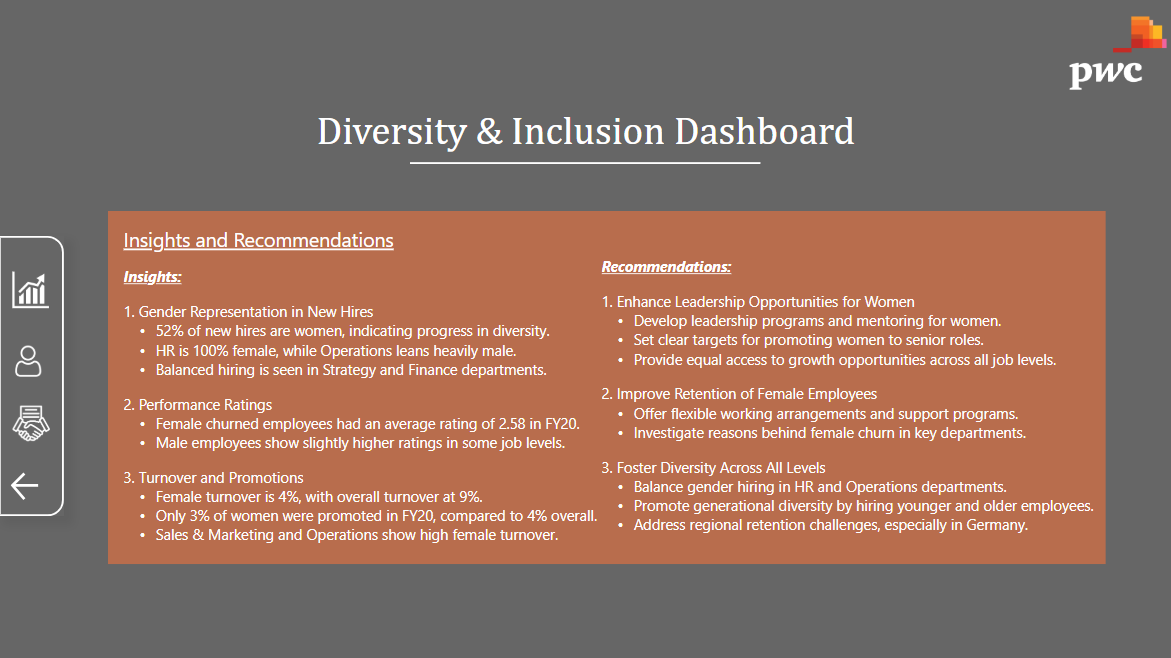 pwc
Diversity & Inclusion Dashboard
Insights and Recommendations
Insights:
1. Gender Representation in New Hires
• 52% of new hires are women, indicating progress in diversity.
• HR is 100% female, while Operations leans heavily male.
• Balanced hiring is seen in Strategy and Finance departments.
2. Performance Ratings
• Female churned employees had an average rating of 2.58 in FY20.
• Male employees show slightly higher ratings in some job levels.
3. Turnover and Promotions
• Female turnover is 4%, with overall turnover at 9%.
• Only 3% of women were promoted in FY20, compared to 4% overall.
• Sales & Marketing and Operations show high female turnover.
Recommendations:
1. Enhance Leadership Opportunities for Women
• Develop leadership programs and mentoring for women.
• Set clear targets for promoting women to senior roles.
• Provide equal access to growth opportunities across all job levels.
2. Improve Retention of Female Employees
• Offer flexible working arrangements and support programs.
• Investigate reasons behind female churn in key departments.
3. Foster Diversity Across All Levels
• Balance gender hiring in HR and Operations departments.
• Promote generational diversity by hiring younger and older employees.
• Address regional retention challenges, especially in Germany.